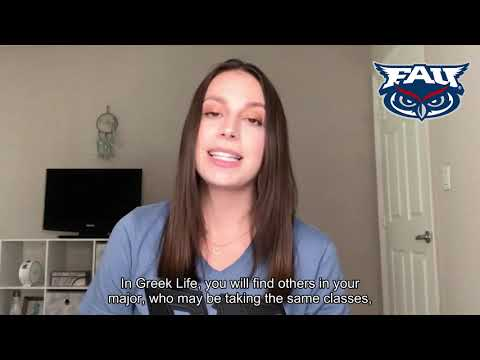 FAU
In Greek Life, you will find others in your
major, who may be taking the same classes,